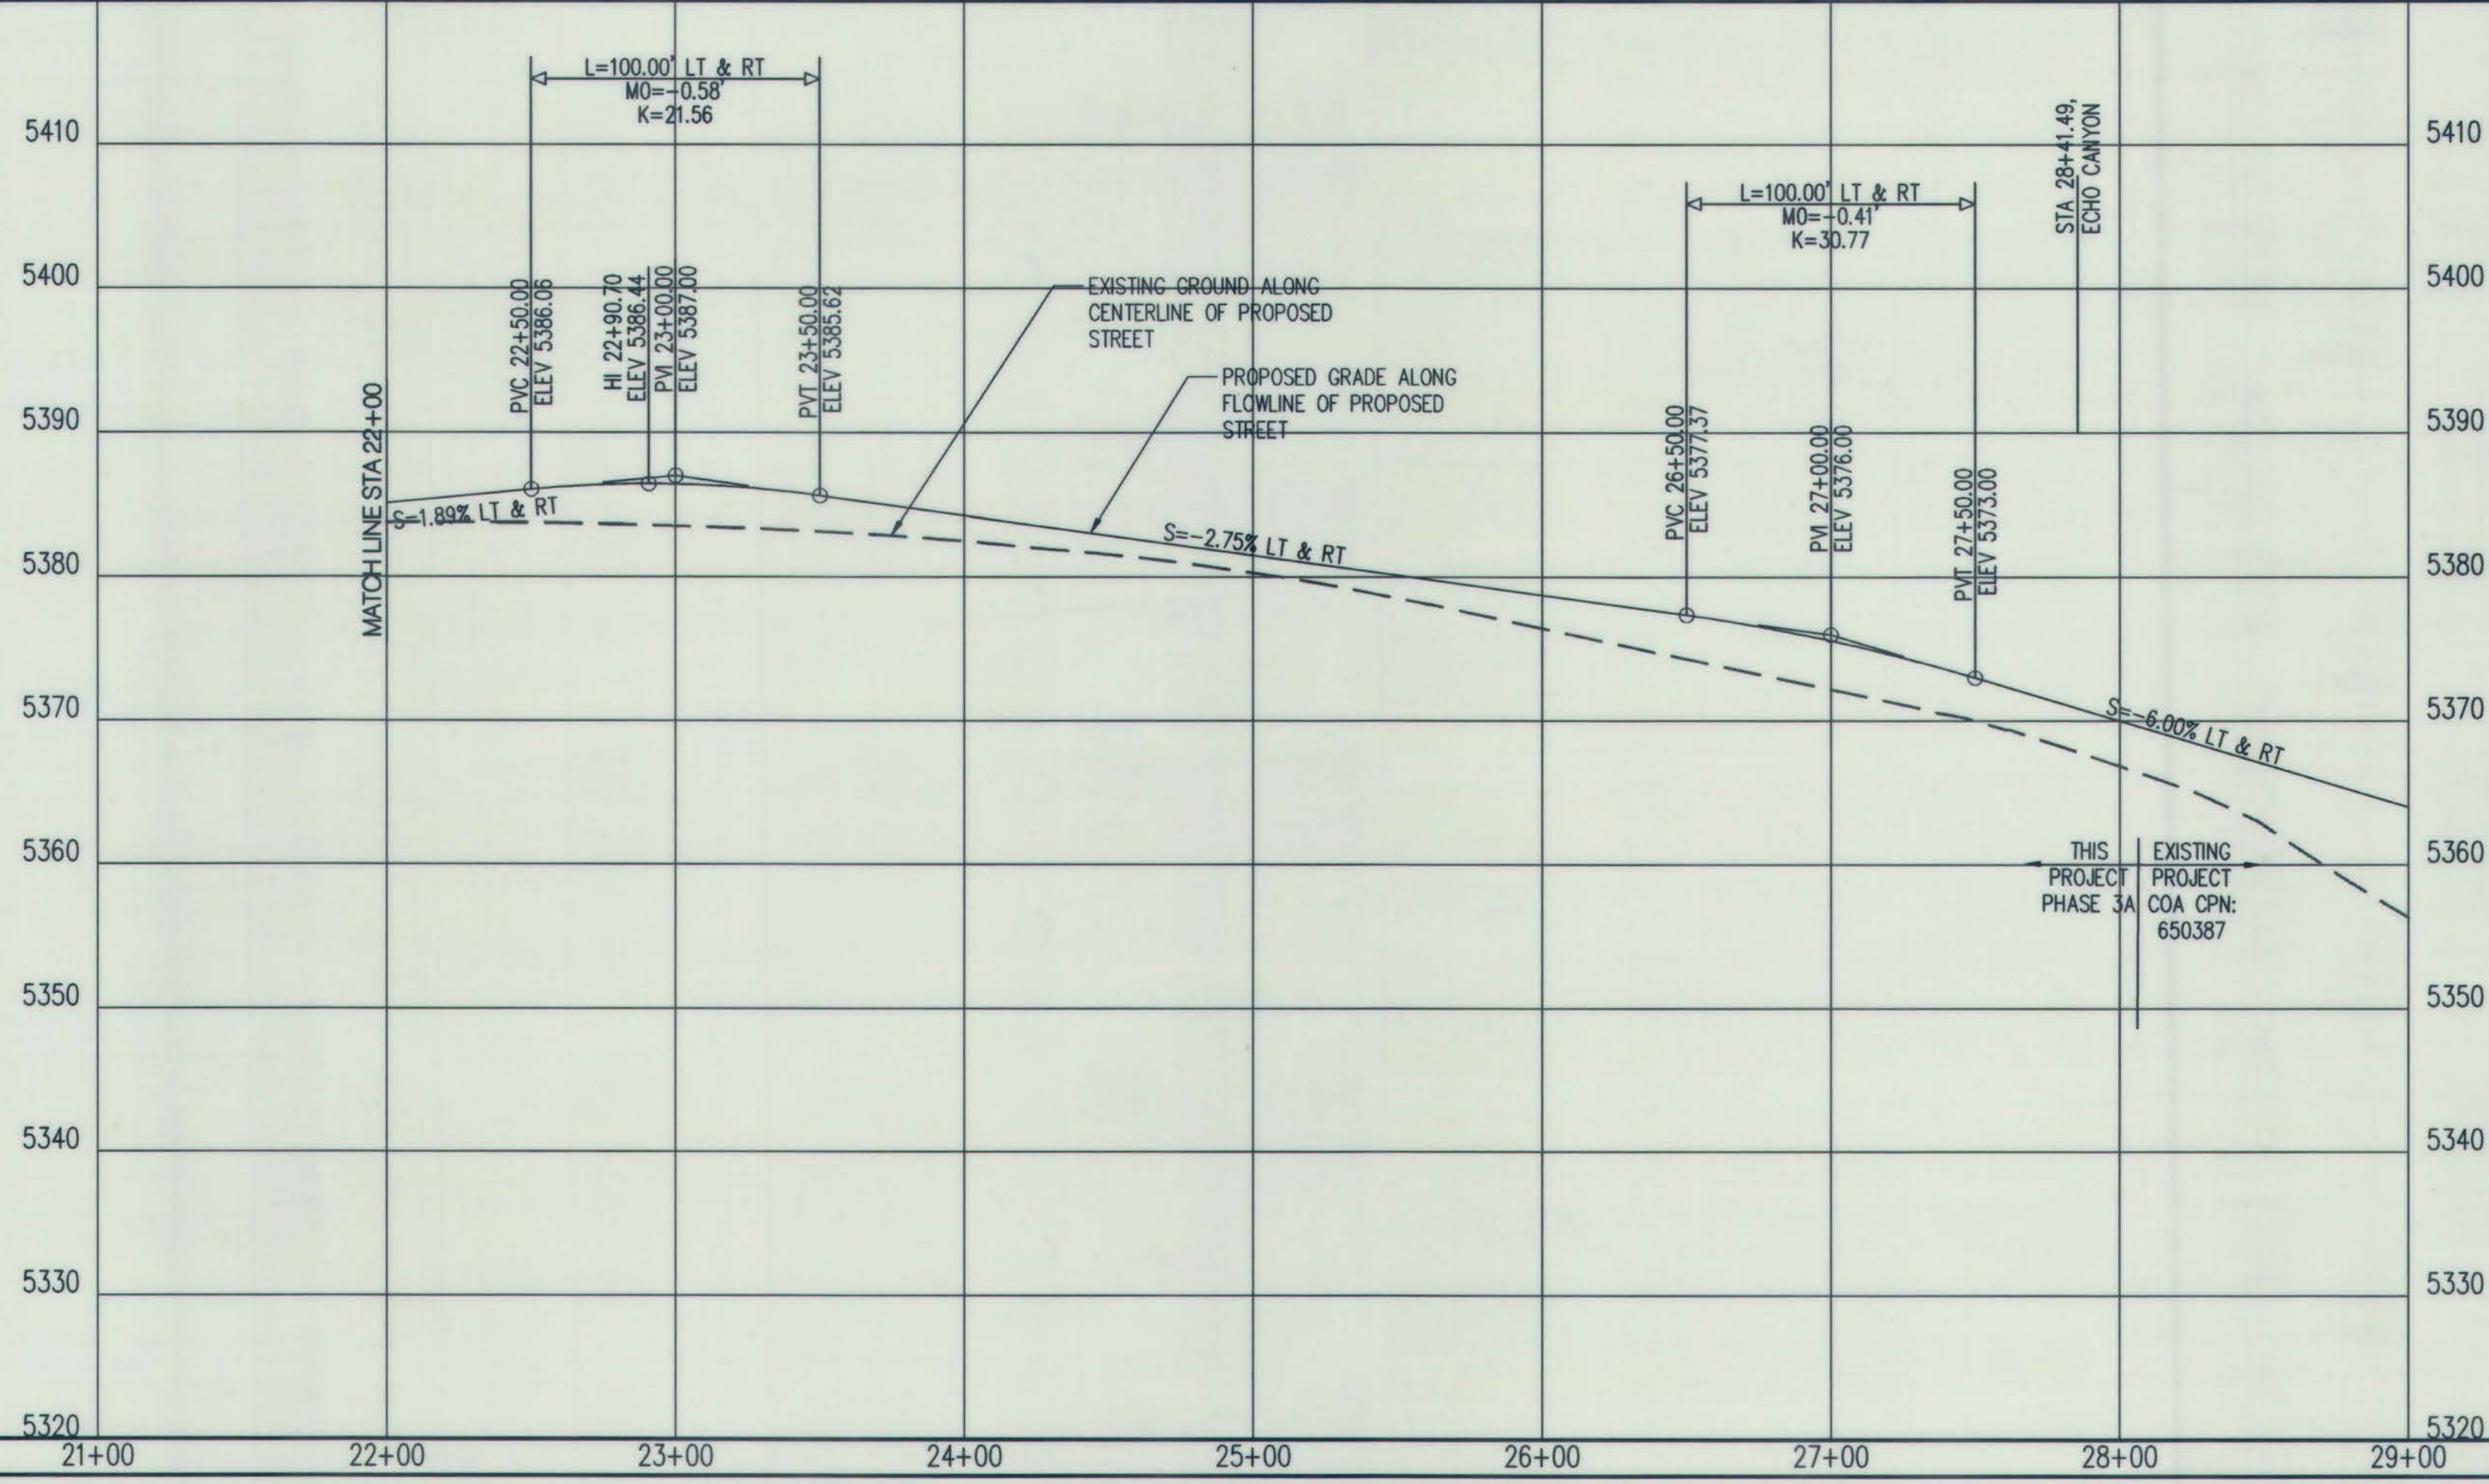 L=100.00' LT & RT
MO=-0.58'
K=21.56
5410
5400
5390
5380
5370
5360
5350
5340
5330
5320
MATCH LINE STA 22+00
PVC 22+50.00
ELEV 5386.06
HI 22+90.70
ELEV 5386.44
PVI 23+00.00
ELEV 5387.00
PVT 23+50.00
ELEV 5385.62
S=1.89% LT & RT
EXISTING GROUND ALONG
CENTERLINE OF PROPOSED
STREET
PROPOSED GRADE ALONG
FLOWLINE OF PROPOSED
STREET
S=-2.75% LT & RT
L=100.00' LT & RT
MO=-0.41'
K=30.77
PVC 26+50.00
ELEV 5377.37
PVI 27+00.00
ELEV 5376.00
PVT 27+50.00
ELEV 5373.00
STA 28+41.49,
ECHO CANYON
S=-6.00% LT & RT
THIS
PROJECT
PHASE 3A
EXISTING
PROJECT
COA CPN:
650387
5410
5400
5390
5380
5370
5360
5350
5340
5330
5320
21+00 22+00 23+00 24+00 25+00 26+00 27+00 28+00 29+00